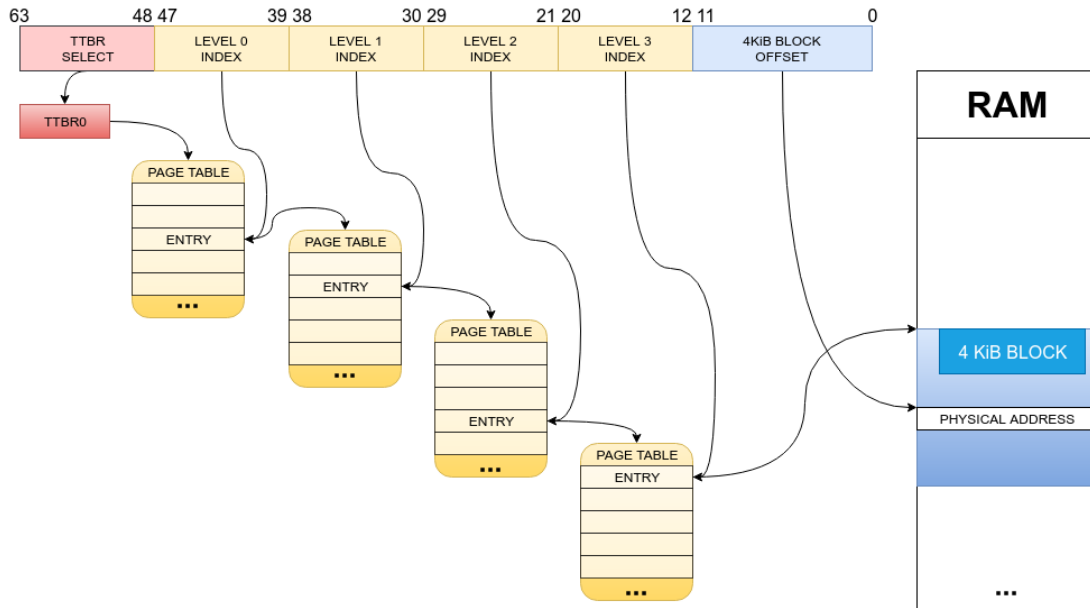 63 48 47 39 38 30 29 21 20 12 11 0
TTBR
SELECT
LEVEL 0
INDEX
LEVEL 1
INDEX
LEVEL 2
INDEX
LEVEL 3
INDEX
4KiB BLOCK
OFFSET
TTBR0
RAM
PAGE TABLE
ENTRY
...
PAGE TABLE
ENTRY
...
PAGE TABLE
ENTRY
...
PAGE TABLE
ENTRY
...
4 KiB BLOCK
PHYSICAL ADDRESS
...